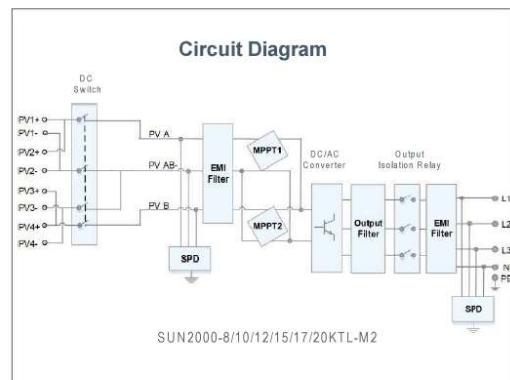 Circuit Diagram
DC
Switch
PV1+
PV1-
PV2+
PV2-
PV3+
PV3-
PV4+
PV4-
PV A
PV AB-
PV B
EMI
Filter
SPD
MPPT1
MPPT2
DC/AC
Converter
Output
Filter
Output
Isolation Relay
EMI
Filter
L1
L2
L3
N
PE
SPD
SUN2000-8/10/12/15/17/20KTL-M2